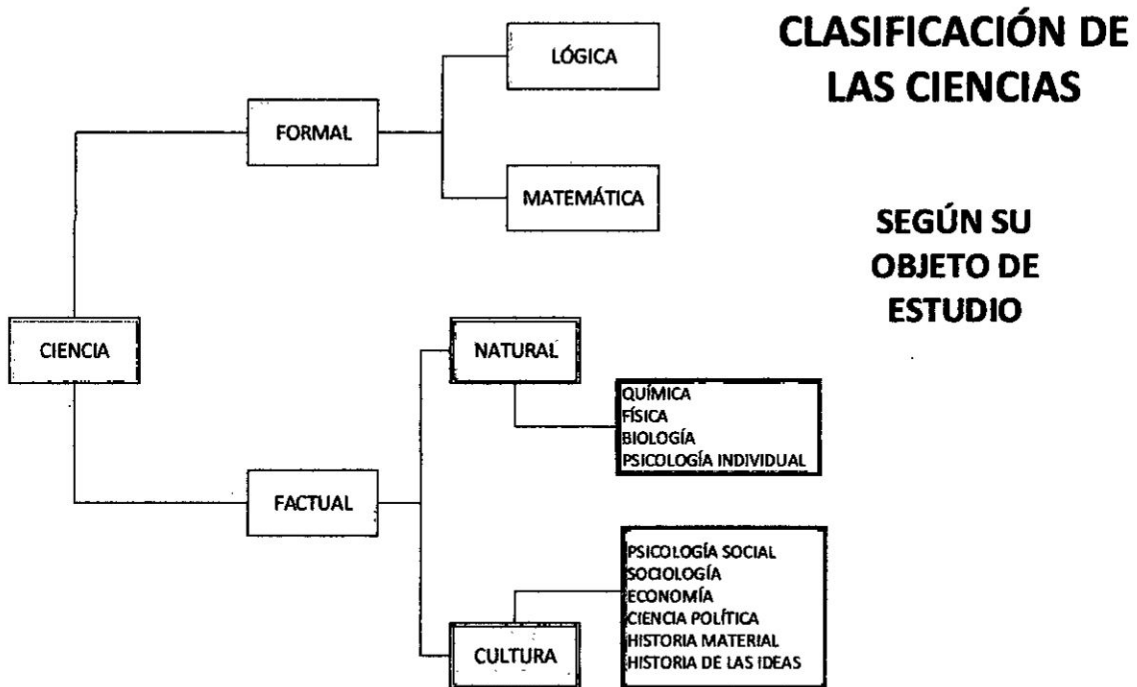 CLASIFICACIÓN DE
LAS CIENCIAS
SEGÚN SU
OBJETO DE
ESTUDIO
CIENCIA
FORMAL
LÓGICA
MATEMÁTICA
FACTUAL
NATURAL
QUÍMICA
FÍSICA
BIOLOGÍA
PSICOLOGÍA INDIVIDUAL
CULTURA
PSICOLOGÍA SOCIAL
SOCIOLOGÍA
ECONOMÍA
CIENCIA POLÍTICA
HISTORIA MATERIAL
HISTORIA DE LAS IDEAS